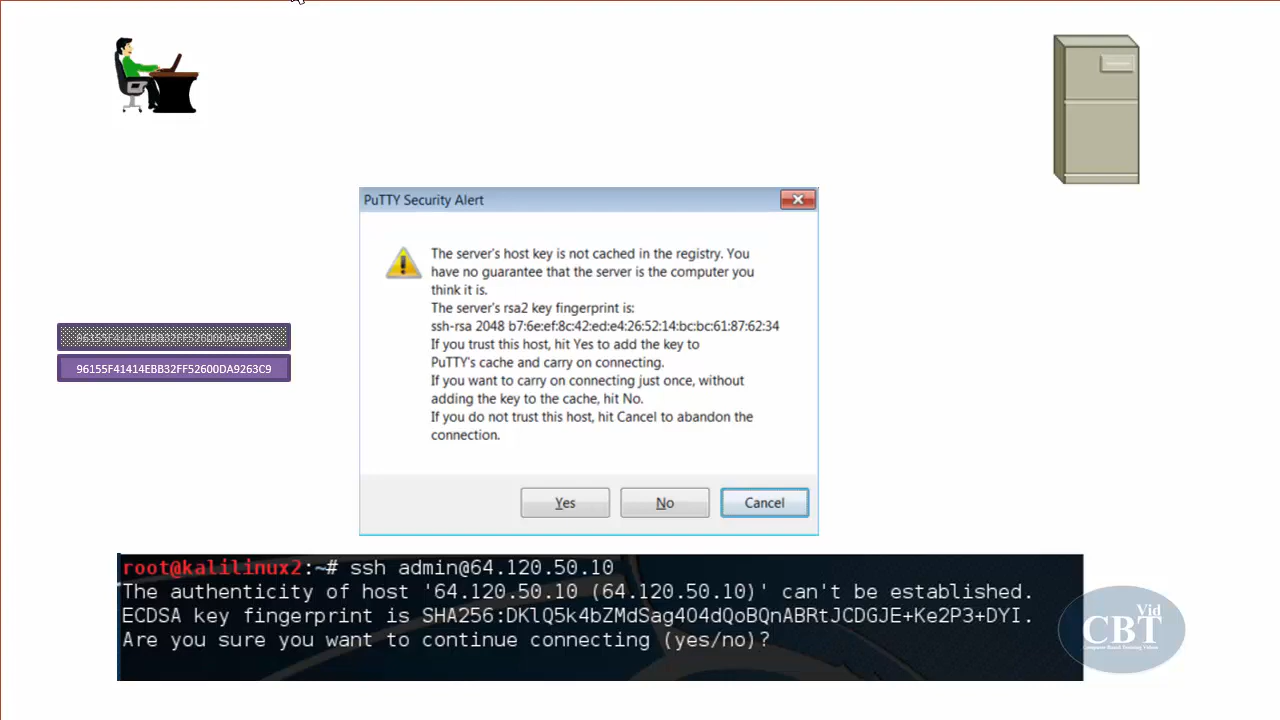 PuTTY Security Alert
The server's host key is not cached in the registry. You
have no guarantee that the server is the computer you
think it is.
The server's rsa2 key fingerprint is:
ssh-rsa 2048 b7:6e:ef:8c:42:ed:e4:26:52:14:bc:bc:61:87:62:34
If you trust this host, hit Yes to add the key to
PuTTY's cache and carry on connecting.
If you want to carry on connecting just once, without
adding the key to the cache, hit No.
If you do not trust this host, hit Cancel to abandon the
connection.
96155F41414EBB32FF52600DA9263C9
96155F41414EBB32FF52600DA9263C9
Yes No Cancel
root@kalilinux2:~# ssh admin@64.120.50.10
The authenticity of host '64.120.50.10 (64.120.50.10)' can't be established.
ECDSA key fingerprint is SHA256:DKlQ5k4bZMdSag4O4dQoBQnABRtJCDGJE+Ke2P3+DYI.
Are you sure you want to continue connecting (yes/no)?
Vid
CBT
Computer Based Training Videos